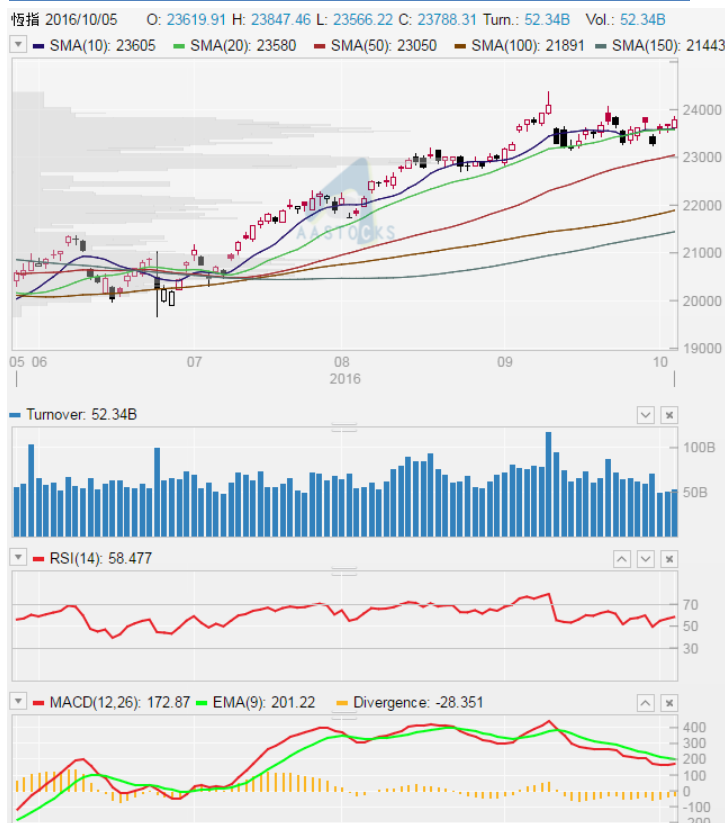 恆指 2016/10/05 O: 23619.91 H: 23847.46 L: 23566.22 C: 23788.31 Turn.: 52.34B Vol.: 52.34B
SMA(10): 23605 SMA(20): 23580 SMA(50): 23050 SMA(100): 21891 SMA(150): 21443
24000
23000
22000
AASTOCKS
21000
20000
19000
05 06 07 08 09 10
2016
Turnover: 52.34B
100B
50B
RSI(14): 58.477
70
50
30
MACD(12,26): 172.87 EMA(9): 201.22 Divergence: -28.351
400
300
200
100
0
-100
-200